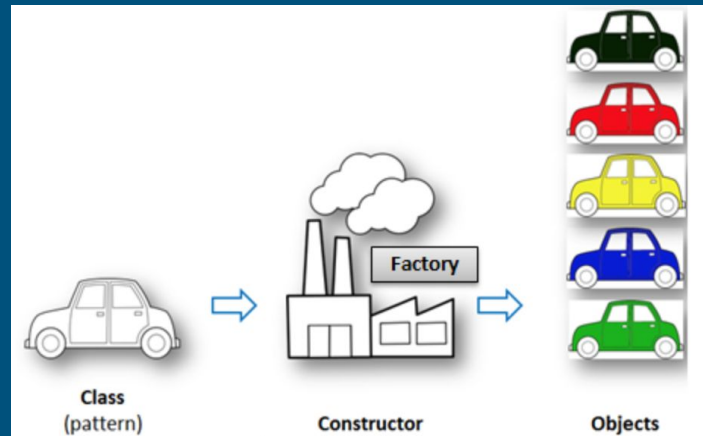 Factory
Class
(pattern)
Constructor
Objects